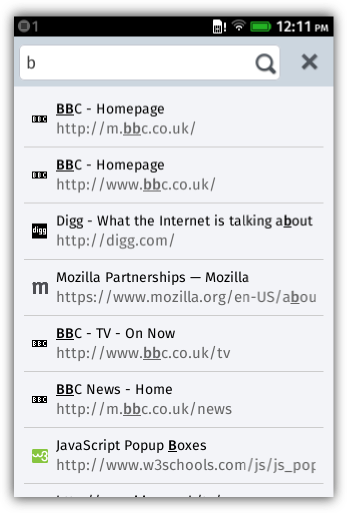 1 12:11 PM
b
BBC - Homepage
http://m.bbc.co.uk/
BBC - Homepage
http://www.bbc.co.uk/
Digg - What the Internet is talking about
http://digg.com/
Mozilla Partnerships — Mozilla
https://www.mozilla.org/en-US/abou
BBC - TV - On Now
http://www.bbc.co.uk/tv
BBC News - Home
http://m.bbc.co.uk/news
JavaScript Popup Boxes
http://www.w3schools.com/js/js_pop